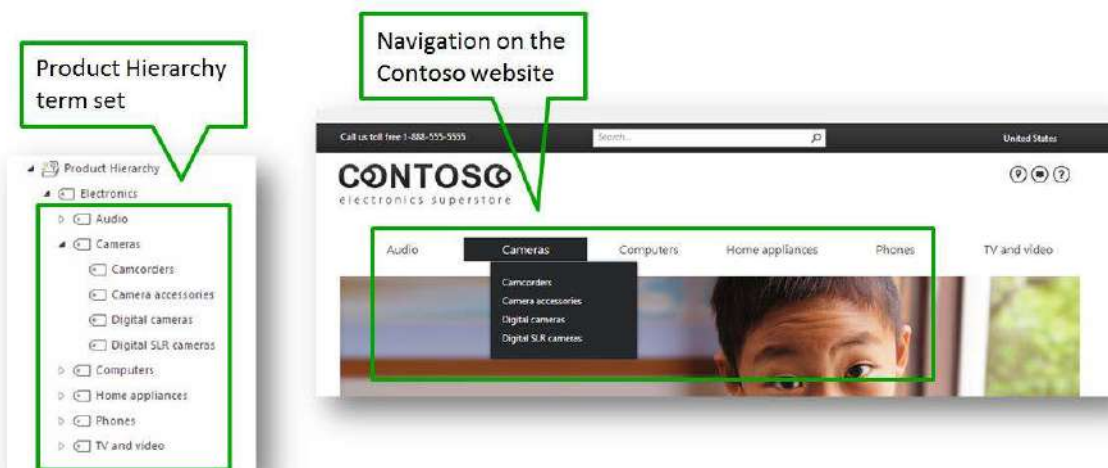 Product Hierarchy
term set
Product Hierarchy
Electronics
Audio
Cameras
Camcorders
Camera accessories
Digital cameras
Digital SLR cameras
Computers
Home appliances
Phones
TV and video
Navigation on the
Contoso website
Call us toll free 1-888-555-5555 Search... United States
CONTOSO
electronics superstore
?
Audio Cameras Computers Home appliances Phones TV and video
Camcorders
Camera accessories
Digital cameras
Digital SLR cameras